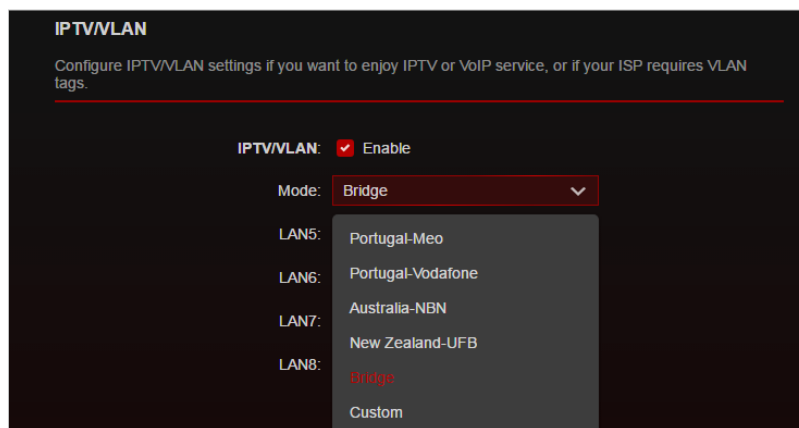 IPTV/VLAN
Configure IPTV/VLAN settings if you want to enjoy IPTV or VoIP service, or if your ISP requires VLAN
tags.
IPTV/VLAN: Enable
Mode: Bridge
LAN5:
Portugal-Meo
LAN6:
Portugal-Vodafone
Australia-NBN
LAN7:
New Zealand-UFB
LAN8:
Bridge
Custom